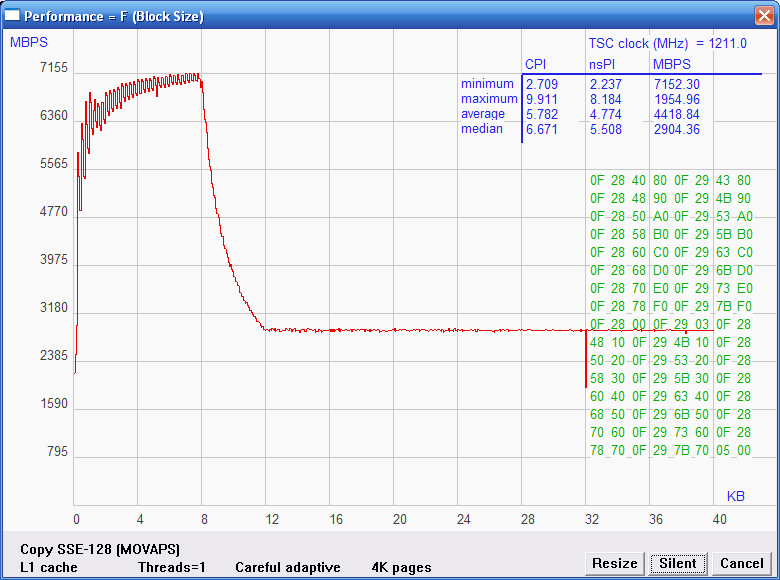 Performance = F (Block Size)
MBPS
TSC clock (MHz) = 1211.0
CPI nsPI MBPS
minimum 2.709 2.237 7152.30
maximum 9.911 8.184 1954.96
average 5.782 4.774 4418.84
median 6.671 5.508 2904.36
7155
6360
5565
4770
3975
3180
2385
1590
795
0F 28 40 80 0F 29 43 80
0F 28 48 90 0F 29 4B 90
0F 28 50 A0 0F 29 53 A0
0F 28 58 B0 0F 29 5B B0
0F 28 60 C0 0F 29 63 C0
0F 28 68 D0 0F 29 6B D0
0F 28 70 E0 0F 29 73 E0
0F 28 78 F0 0F 29 7B F0
0F 28 00 0F 29 03 0F 28
48 10 0F 29 4B 10 0F 28
50 20 0F 29 53 20 0F 28
58 30 0F 29 5B 30 0F 28
60 40 0F 29 63 40 0F 28
68 50 0F 29 6B 50 0F 28
70 60 0F 29 73 60 0F 28
78 70 0F 29 7B 70 05 00
KB
0 4 8 12 16 20 24 28 32 36 40
Copy SSE-128 (MOVAPS)
L1 cache Threads=1 Careful adaptive 4K pages
Resize Silent Cancel